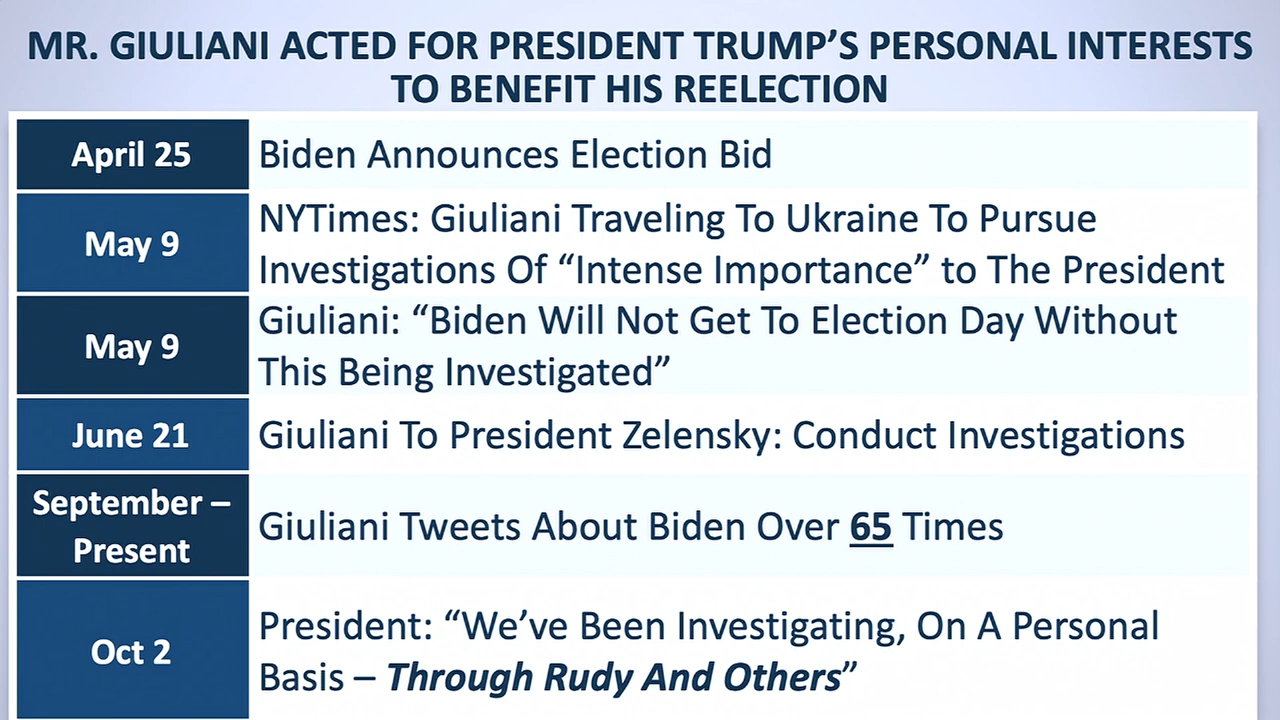 MR. GIULIANI ACTED FOR PRESIDENT TRUMP’S PERSONAL INTERESTS
TO BENEFIT HIS REELECTION
April 25
Biden Announces Election Bid
May 9
NYTimes: Giuliani Traveling To Ukraine To Pursue
Investigations Of “Intense Importance” to The President
May 9
Giuliani: “Biden Will Not Get To Election Day Without
This Being Investigated”
June 21
Giuliani To President Zelensky: Conduct Investigations
September –
Present
Giuliani Tweets About Biden Over 65 Times
Oct 2
President: “We’ve Been Investigating, On A Personal
Basis – Through Rudy And Others”